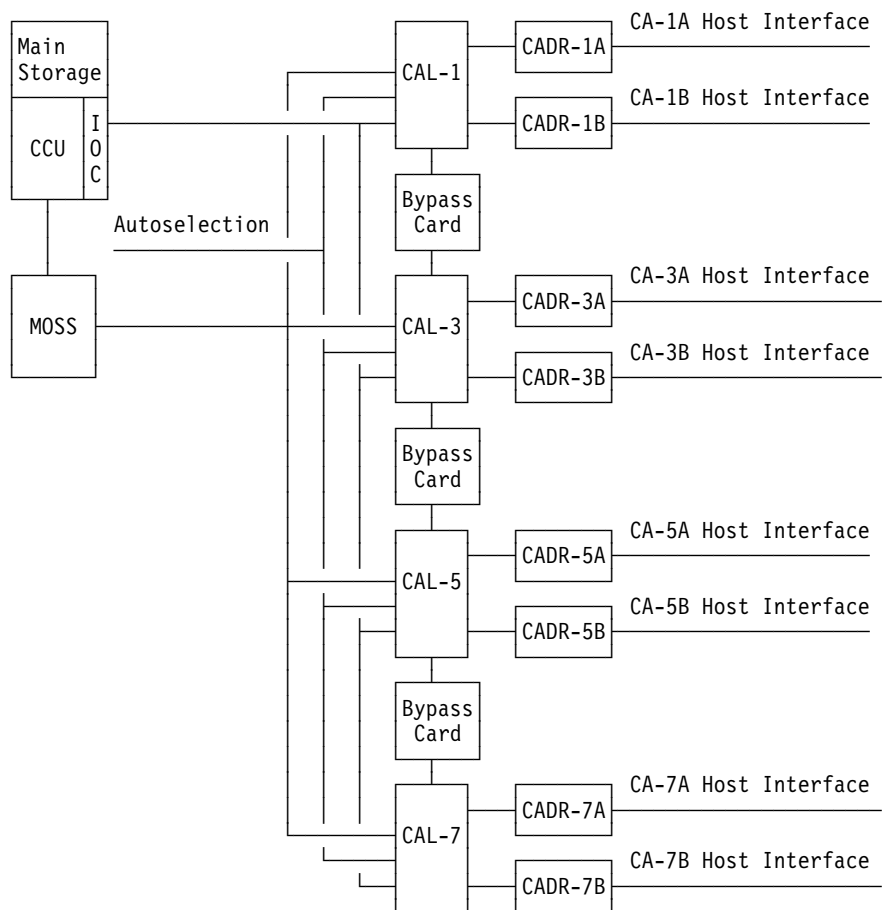 CA-1A Host Interface
Main
Storage
CADR-1A
CAL-1
CA-1B Host Interface
I
O
C
CCU
CADR-1B
Bypass
Card
Autoselection
CA-3A Host Interface
MOSS
CAL-3
CADR-3A
CA-3B Host Interface
CADR-3B
Bypass
Card
CA-5A Host Interface
CADR-5A
CAL-5
CA-5B Host Interface
CADR-5B
Bypass
Card
CA-7A Host Interface
CADR-7A
CAL-7
CA-7B Host Interface
CADR-7B